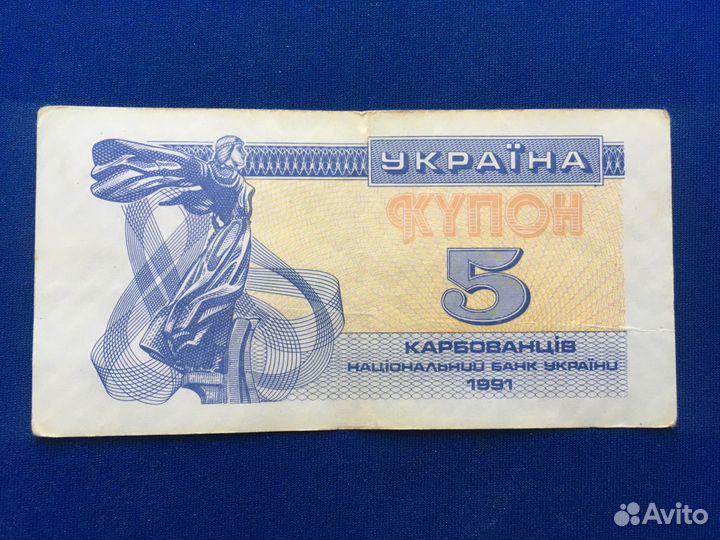 УКРАЇНА
КУПОН
5
КАРБОВАНЦІВ
НАЦІОНАЛЬНИЙ БАНК УКРАЇНИ
1991
Avito